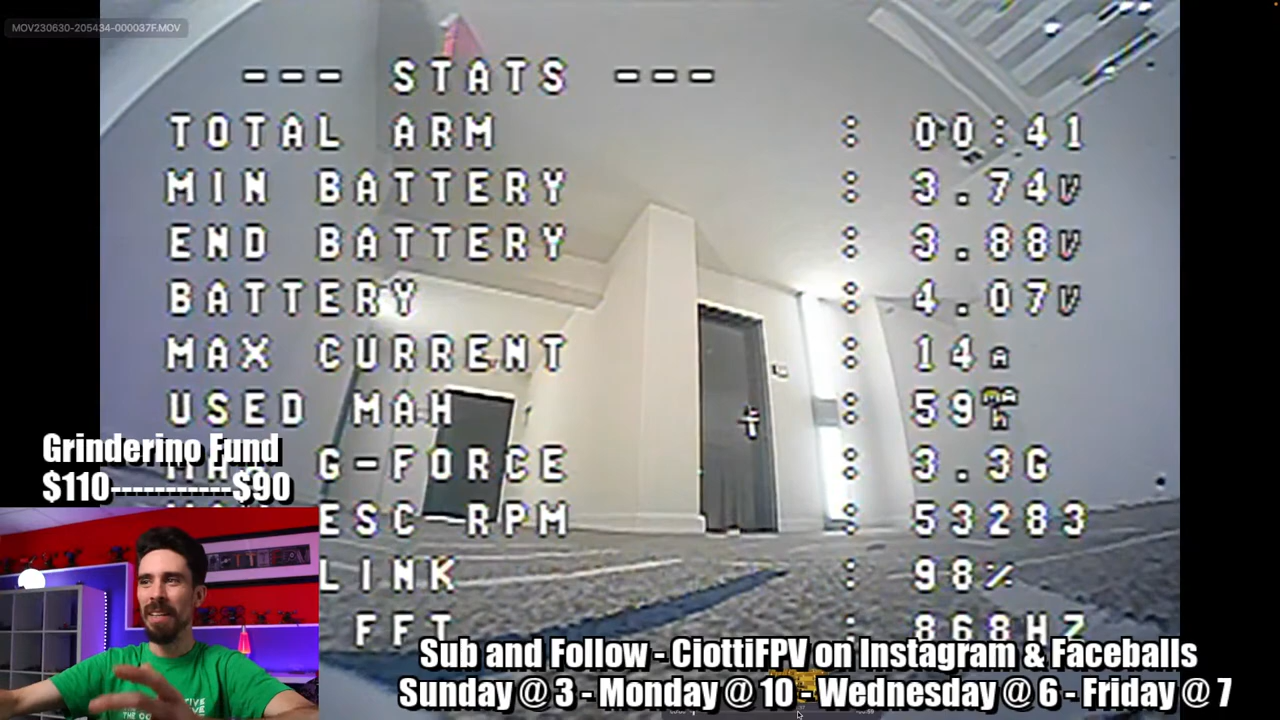 MOV230630-205434-000037F.MOV
--- STATS ---
TOTAL ARM : 00:41
MIN BATTERY : 3.74V
END BATTERY : 3.88V
BATTERY : 4.07V
MAX CURRENT : 14A
USED MAH : 59mAh
G-FORCE : 3.3G
ESC RPM : 53283
LINK : 98%
FFT : 868HZ
Grinderino Fund
$110-----------$90
Sub and Follow - CiottiFPV on Instagram & Faceballs
Sunday @ 3 - Monday @ 10 - Wednesday @ 6 - Friday @ 7